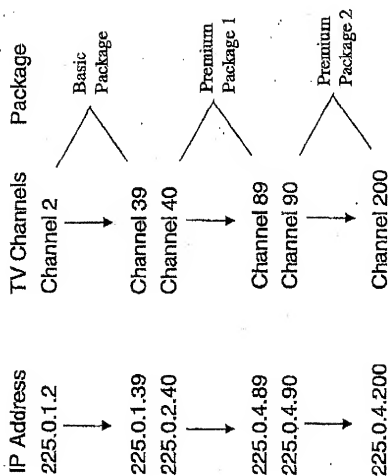 IP Address TV Channels Package
225.0.1.2 Channel 2
Basic
Package
225.0.1.39 Channel 39
225.0.2.40 Channel 40
Premium
Package 1
225.0.4.89 Channel 89
225.0.4.90 Channel 90
Premium
Package 2
225.0.4.200 Channel 200